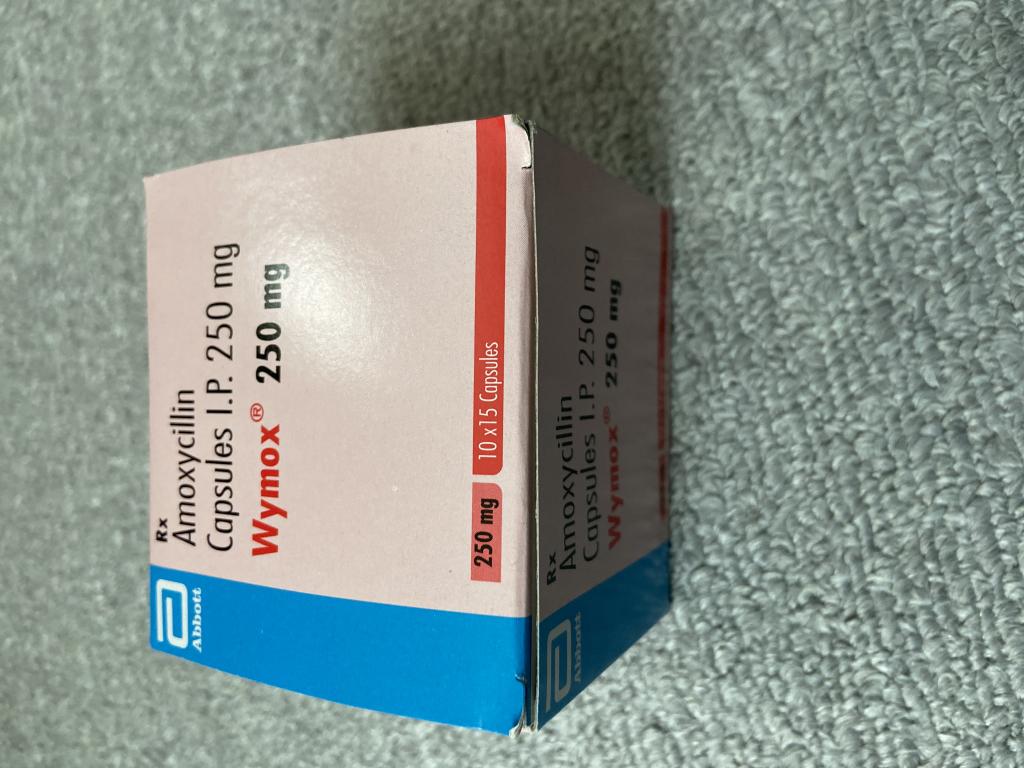 Abbott
Rx
Amoxycillin
Capsules I.P. 250 mg
Wymox® 250 mg
250 mg
10 x15 Capsules
Abbott
Rx
Amoxycillin
Capsules I.P. 250 mg
Wymox® 250 mg